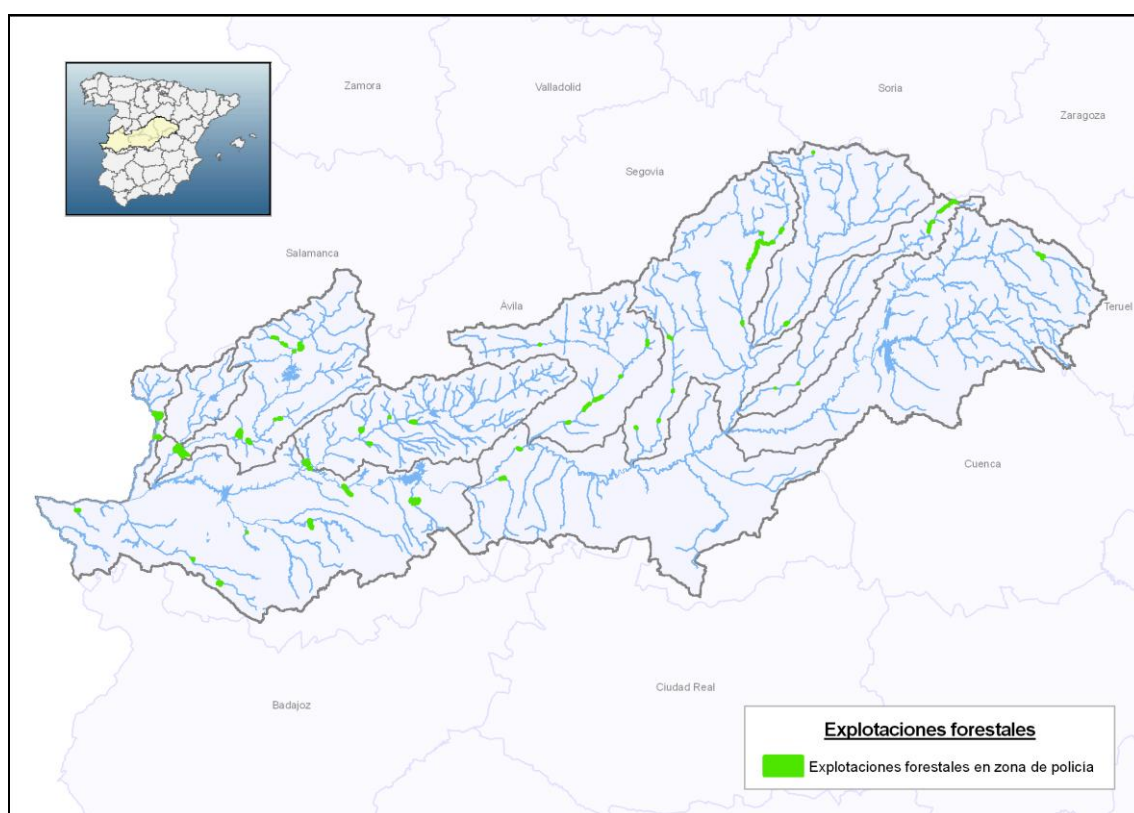 Zamora
Valladolid
Soria
Zaragoza
Segovia
Salamanca
Ávila
Teruel
Cuenca
Ciudad Real
Badajoz
Explotaciones forestales
Explotaciones forestales en zona de policia